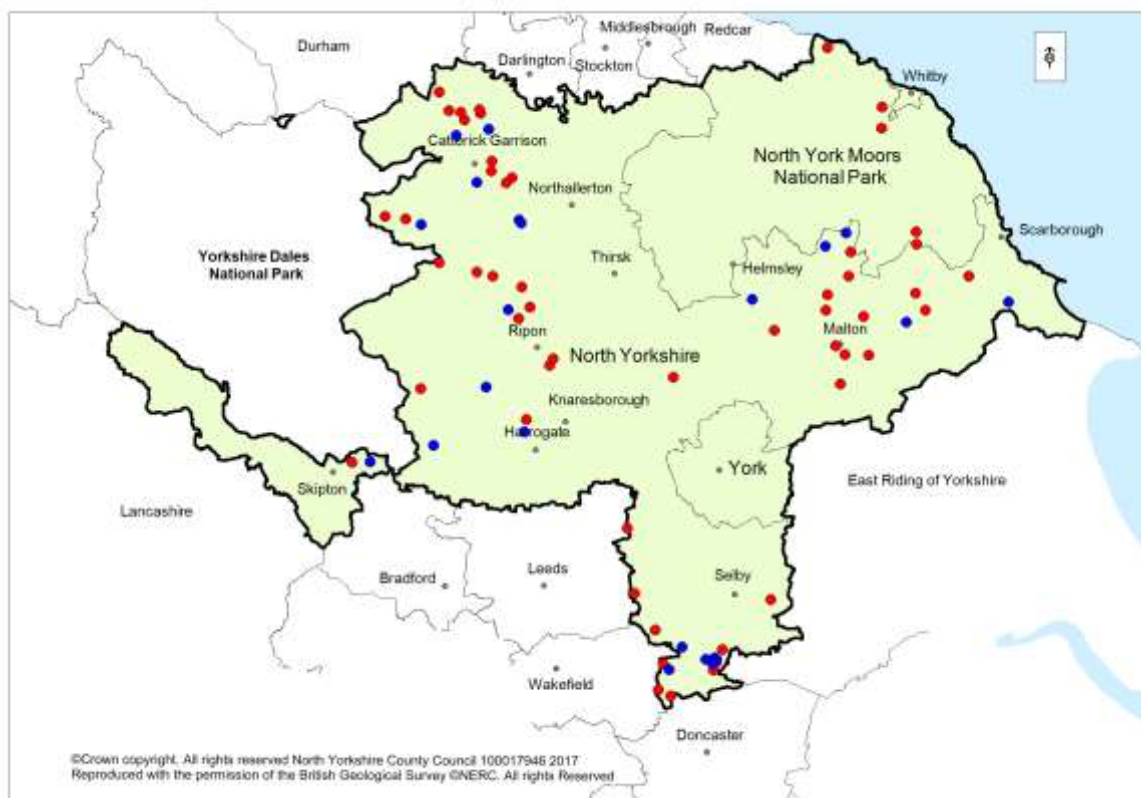 Durham
Middlesbrough
Redcar
Darlington
Stockton
Whitby
Catterick Garrison
North York Moors
National Park
Northallerton
Scarborough
Yorkshire Dales
National Park
Thirsk
Helmsley
Ripon
North Yorkshire
Malton
Knaresborough
Harrogate
York
Skipton
East Riding of Yorkshire
Lancashire
Bradford
Leeds
Selby
Wakefield
Doncaster
©Crown copyright. All rights reserved North Yorkshire County Council 100017946 2017
Reproduced with the permission of the British Geological Survey ©NERC. All rights Reserved